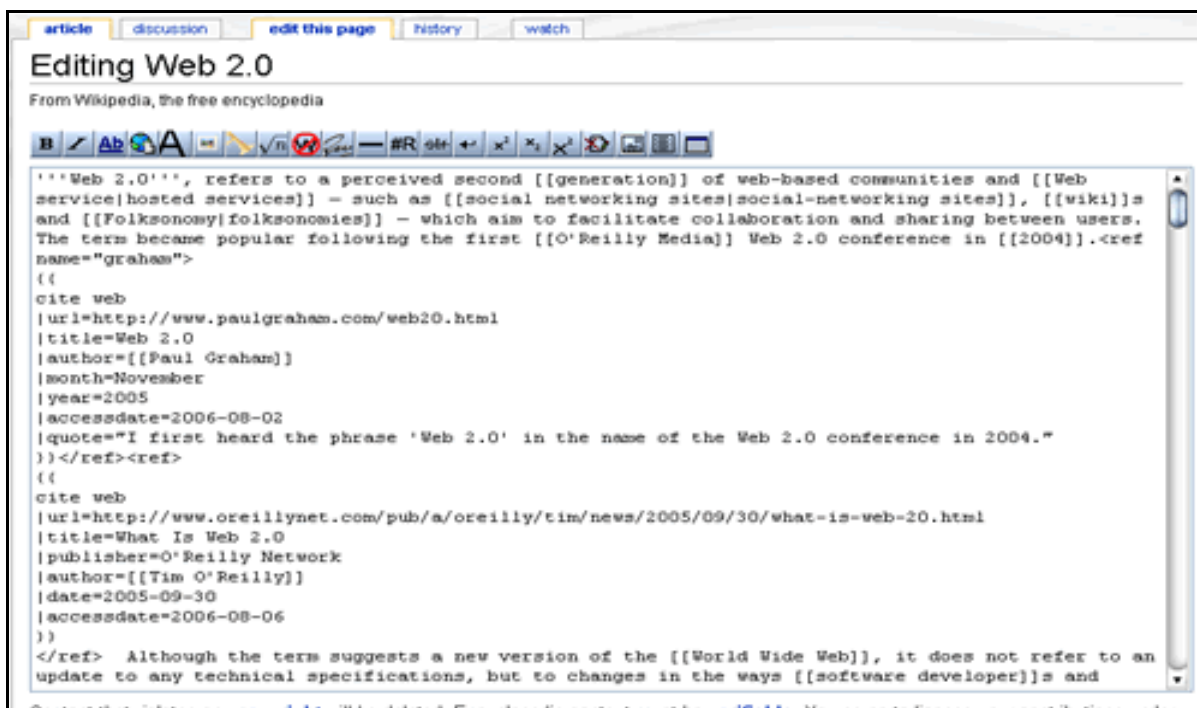 article discussion edit this page history watch
Editing Web 2.0
From Wikipedia, the free encyclopedia
B I Ab A √n #R str x² x₂ x²
'''Web 2.0''', refers to a perceived second [[generation]] of web-based communities and [[Web
service|hosted services]] — such as [[social networking sites|social-networking sites]], [[wiki]]s
and [[Folksonomy|folksonomies]] — which aim to facilitate collaboration and sharing between users.
The term became popular following the first [[O'Reilly Media]] Web 2.0 conference in [[2004]].<ref
name="graham">
{{
cite web
|url=http://www.paulgraham.com/web20.html
|title=Web 2.0
|author=[[Paul Graham]]
|month=November
|year=2005
|accessdate=2006-08-02
|quote="I first heard the phrase 'Web 2.0' in the name of the Web 2.0 conference in 2004."
}}</ref><ref>
{{
cite web
|url=http://www.oreillynet.com/pub/a/oreilly/tim/news/2005/09/30/what-is-web-20.html
|title=What Is Web 2.0
|publisher=O'Reilly Network
|author=[[Tim O'Reilly]]
|date=2005-09-30
|accessdate=2006-08-06
}}
</ref> Although the term suggests a new version of the [[World Wide Web]], it does not refer to an
update to any technical specifications, but to changes in the ways [[software developer]]s and